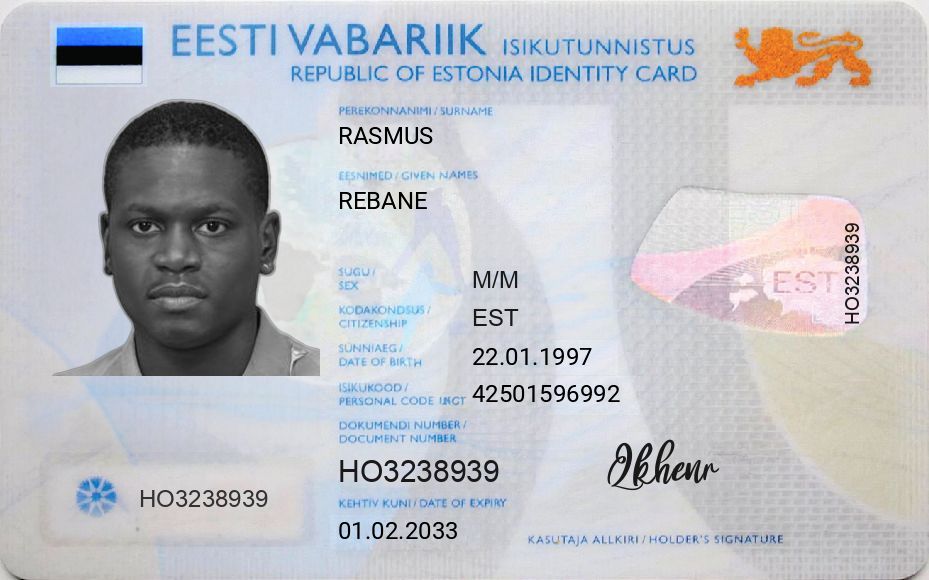 EESTI VABARIIK ISIKUTUNNISTUS
REPUBLIC OF ESTONIA IDENTITY CARD
PEREKONNANIMI / SURNAME
RASMUS
EESNIMED / GIVEN NAMES
REBANE
SUGU /
SEX
M/M
KODAKONDSUS /
CITIZENSHIP
EST
SÜNNIAEG /
DATE OF BIRTH
22.01.1997
ISIKUKOOD /
PERSONAL CODE
42501596992
DOKUMENDI NUMBER /
DOCUMENT NUMBER
HO3238939
HO3238939
KEHTIV KUNI / DATE OF EXPIRY
01.02.2033
EST
HO3238939
KASUTAJA ALLKIRI / HOLDER'S SIGNATURE